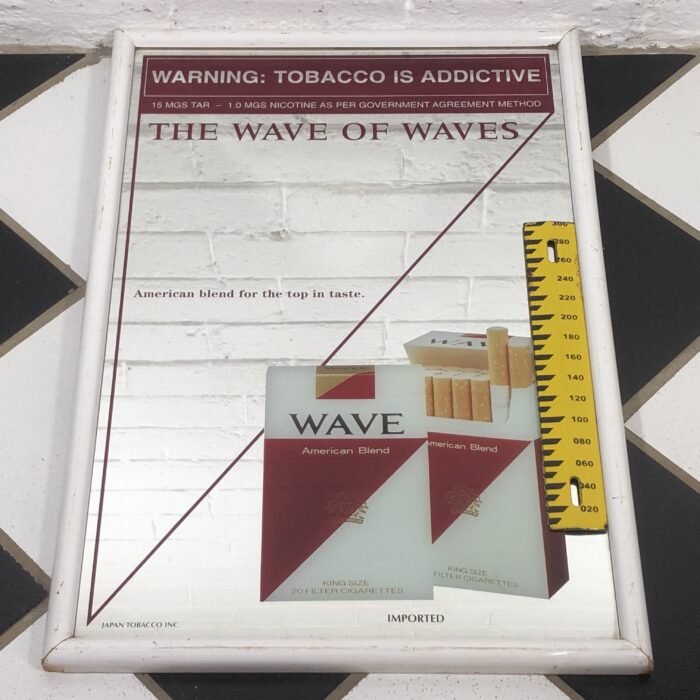 WARNING: TOBACCO IS ADDICTIVE
15 MGS TAR – 1.0 MGS NICOTINE AS PER GOVERNMENT AGREEMENT METHOD
THE WAVE OF WAVES
American blend for the top in taste.
WAVE
American Blend
KING SIZE
20 FILTER CIGARETTES
WAVE
American Blend
KING SIZE
FILTER CIGARETTES
300
280
260
240
220
200
180
160
140
120
100
080
060
040
020
JAPAN TOBACCO INC.
IMPORTED